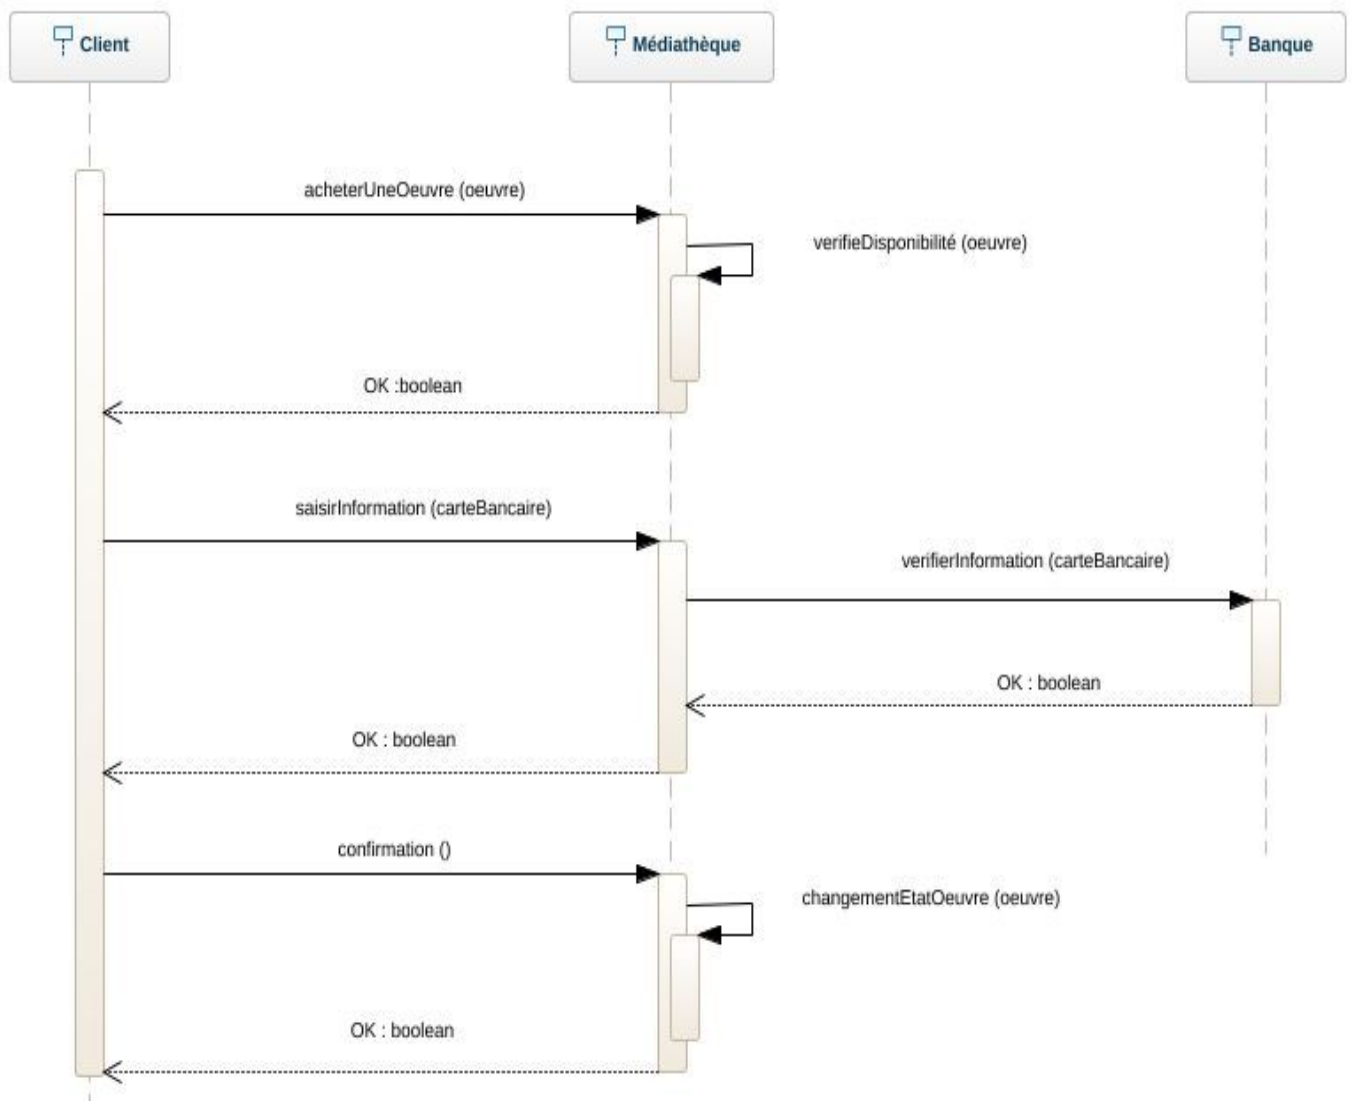 Client
Médiathèque
Banque
acheterUneOeuvre (oeuvre)
verifieDisponibilité (oeuvre)
OK :boolean
saisirInformation (carteBancaire)
verifierInformation (carteBancaire)
OK : boolean
OK : boolean
confirmation ()
changementEtatOeuvre (oeuvre)
OK : boolean